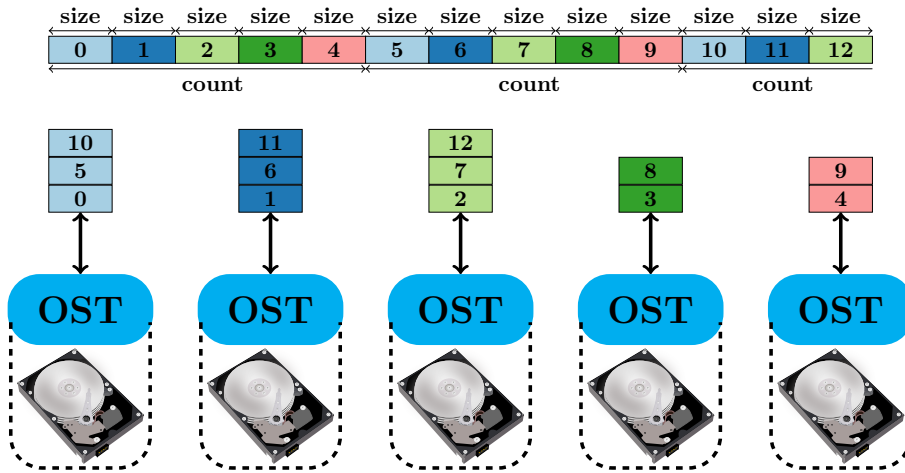 size size size size size size size size size size size size size
0 1 2 3 4 5 6 7 8 9 10 11 12
count count count
10 11 12
5 6 7 8 9
0 1 2 3 4
OST OST OST OST OST